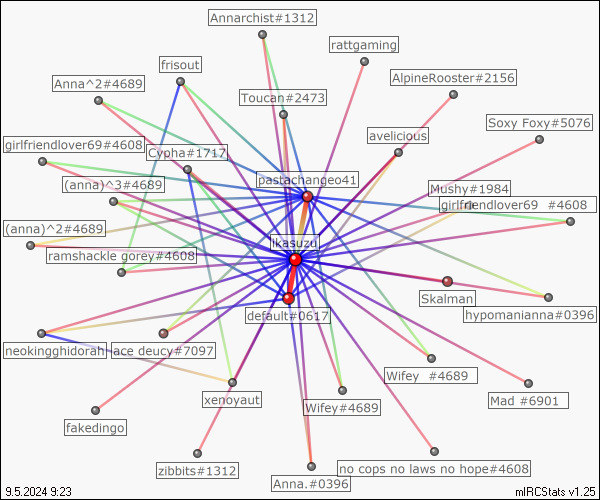 Annarchist#1312
rattgaming
frisout
AlpineRooster#2156
Anna^2#4689
Toucan#2473
Soxy Foxy#5076
avelicious
girlfriendlover69#4608
Cypha#1717
pastachangeo41
(anna)^3#4689
Mushy#1984
girlfriendlover69 #4608
(anna)^2#4689
Ikasuzu
ramshackle gorey#4608
Skalman
default#0617
hypomanianna#0396
neokingghidorah
ace deucy#7097
Wifey #4689
xenoyaut
Wifey#4689
Mad #6901
fakedingo
zibbits#1312
no cops no laws no hope#4608
Anna.#0396
9.5.2024 9:23
mIRCStats v1.25